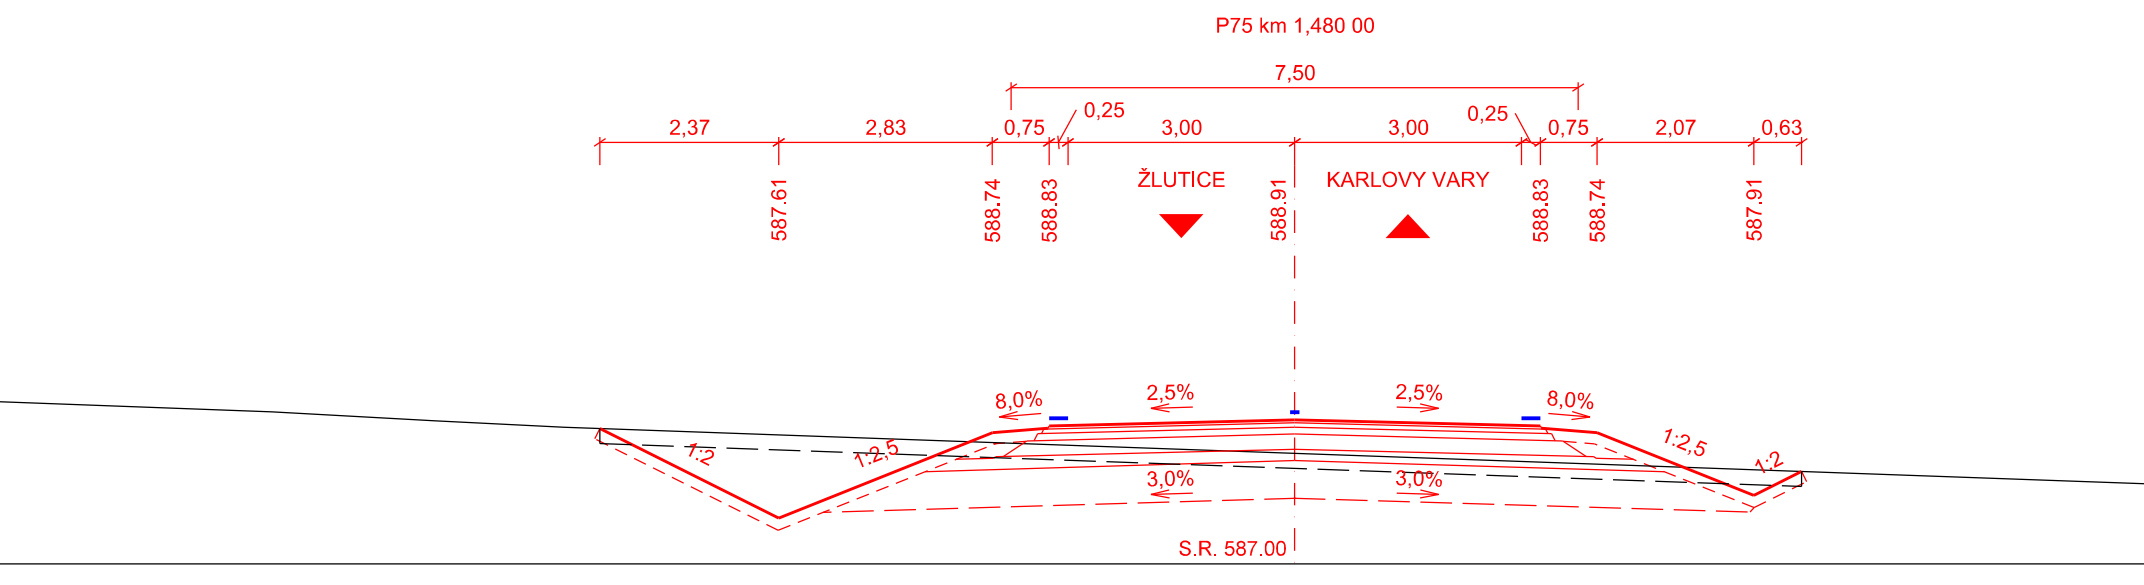 P75 km 1,480 00
7,50
2,37 2,83 0,75 0,25 3,00 3,00 0,25 0,75 2,07 0,63
ŽLUTICE KARLOVY VARY
587.61 588.74 588.83 588.91 588.83 588.74 587.91
8,0% 2,5% 2,5% 8,0%
1:2 1:2,5 1:2,5 1:2
3,0% 3,0%
S.R. 587.00